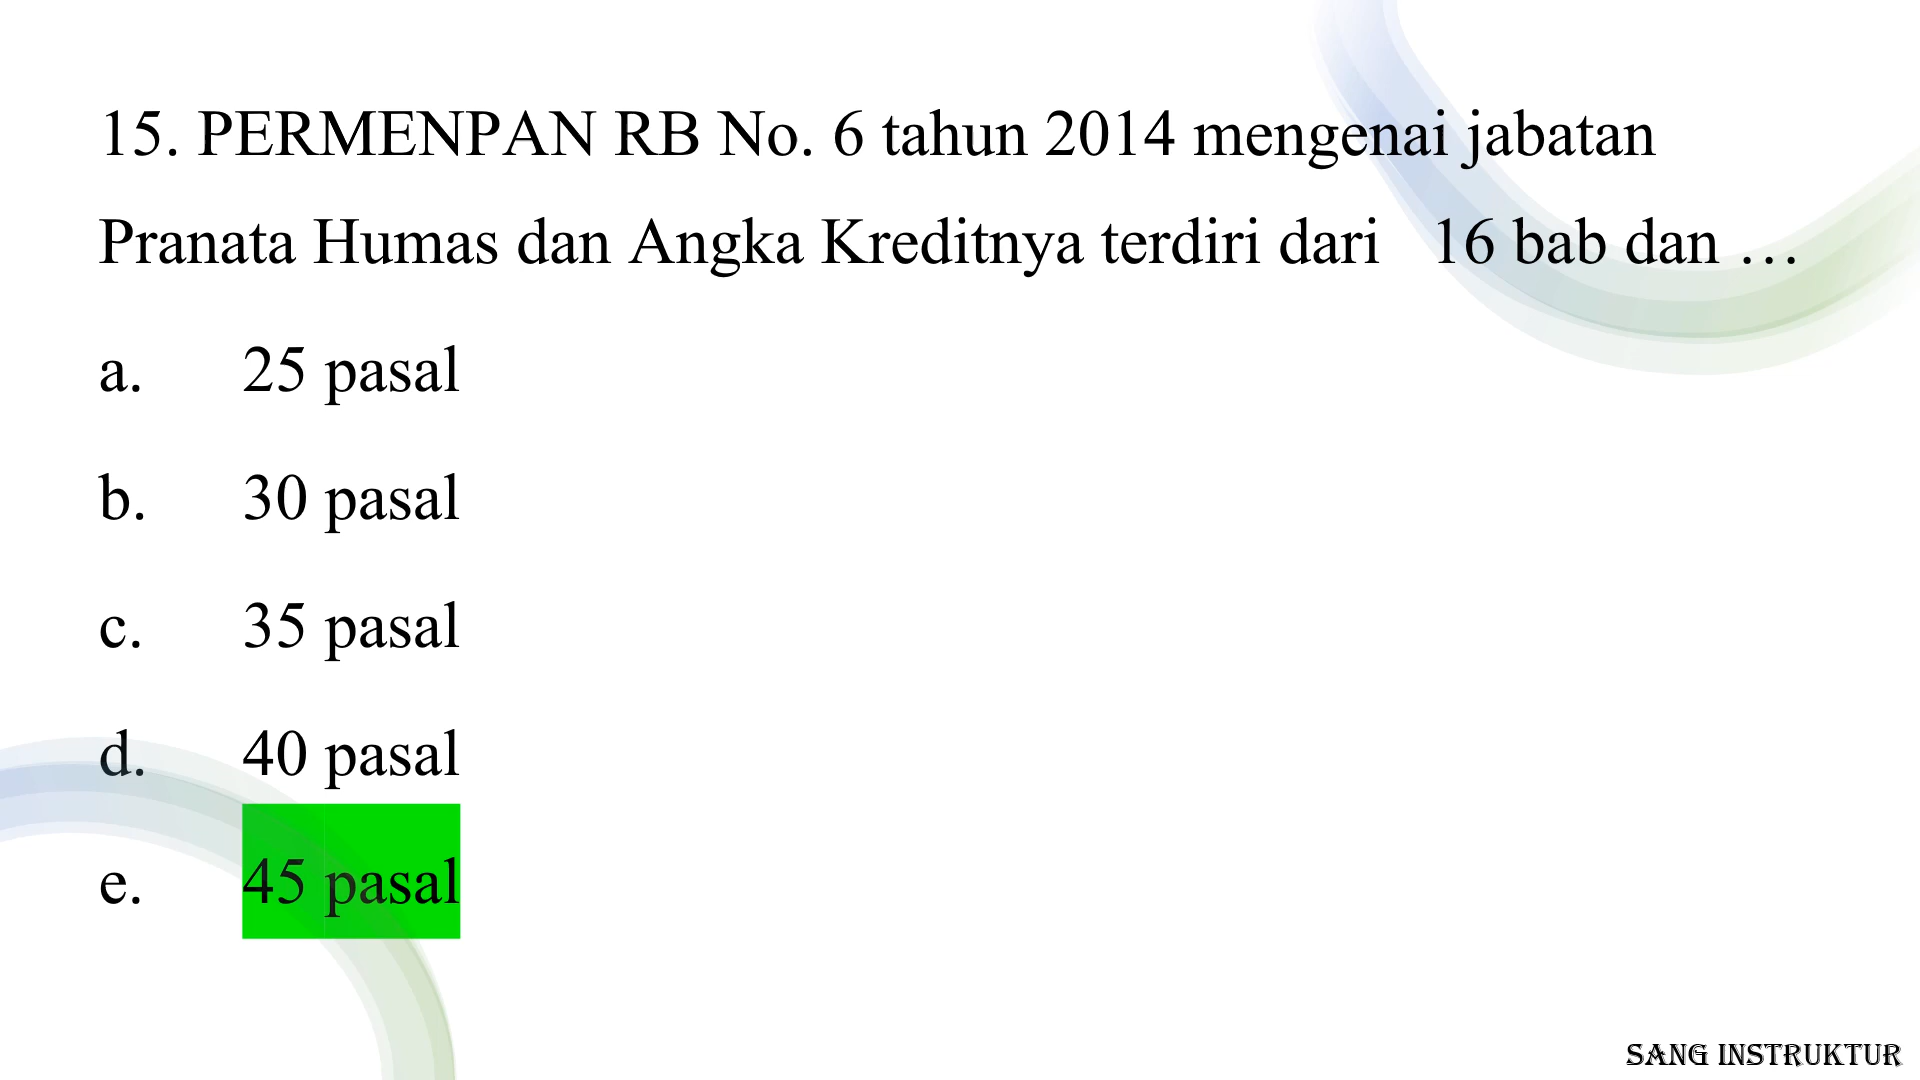 15. PERMENPAN RB No. 6 tahun 2014 mengenai jabatan
Pranata Humas dan Angka Kreditnya terdiri dari 16 bab dan …
a. 25 pasal
b. 30 pasal
c. 35 pasal
d. 40 pasal
e. 45 pasal
SANG INSTRUKTUR